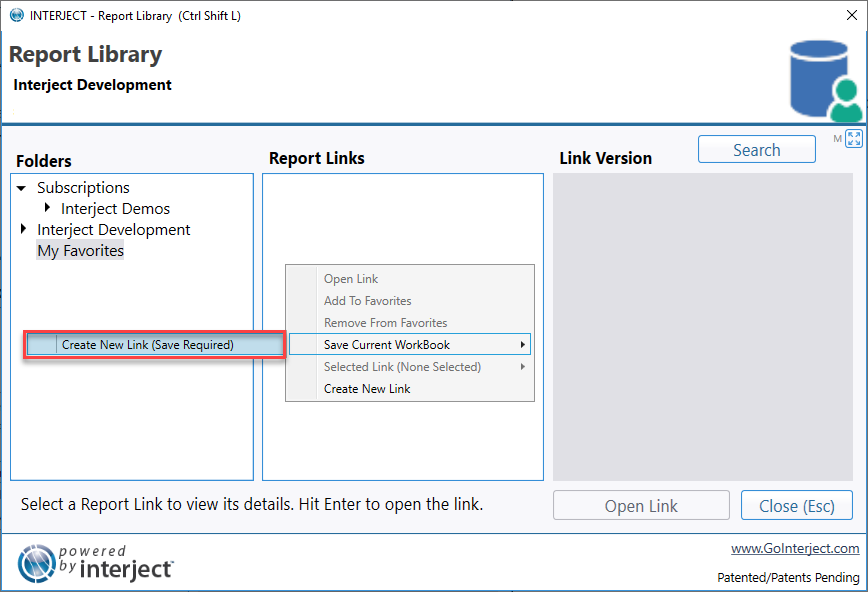 INTERJECT - Report Library (Ctrl Shift L)
Report Library
Interject Development
Search
M
Folders
Report Links
Link Version
Subscriptions
Interject Demos
Interject Development
My Favorites
Open Link
Add To Favorites
Remove From Favorites
Create New Link (Save Required)
Save Current WorkBook
Selected Link (None Selected)
Create New Link
Select a Report Link to view its details. Hit Enter to open the link.
Open Link
Close (Esc)
powered
by interject™
www.GoInterject.com
Patented/Patents Pending